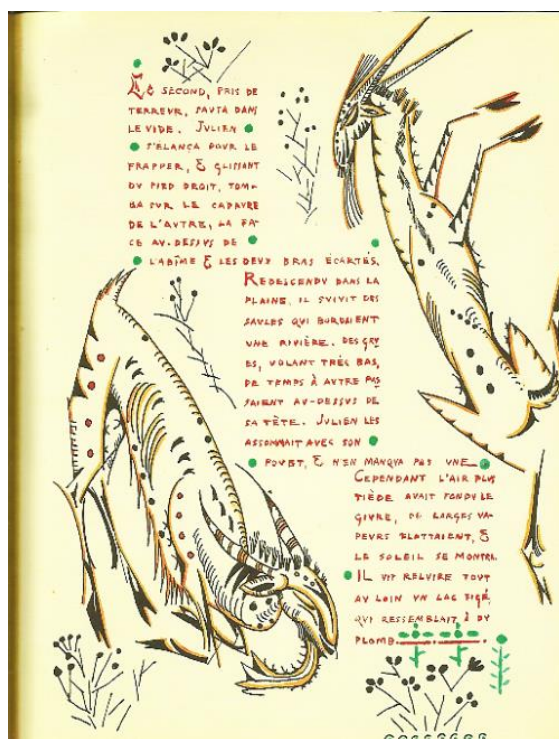 LE SECOND, PRIS DE
TERREUR, SAUTA DANS
LE VIDE. JULIEN
S'ÉLANÇA POUR LE
FRAPPER, & GLISSANT
DU PIED DROIT, TOM-
BA SUR LE CADAVRE
DE L'AUTRE, LA FA-
CE AU-DESSUS DE
L'ABÎME & LES DEUX BRAS ÉCARTÉS.
REDESCENDU DANS LA
PLAINE, IL SUIVIT DES
SAULES QUI BORDAIENT
UNE RIVIÈRE. DES GRU
ES, VOLANT TRÈS BAS,
DE TEMPS À AUTRE PAS
SAIENT AU-DESSUS DE
SA TÊTE. JULIEN LES
ASSOMMAIT AVEC SON
FOUET, & N'EN MANQUA PAS UNE
CEPENDANT L'AIR PLUS
TIÈDE AVAIT FONDU LE
GIVRE, DE LARGES VA-
PEURS FLOTTAIENT, &
LE SOLEIL SE MONTRA
IL VIT RELUIRE TOUT
AU LOIN UN LAC FIGÉ,
QUI RESSEMBLAIT À DU
PLOMB